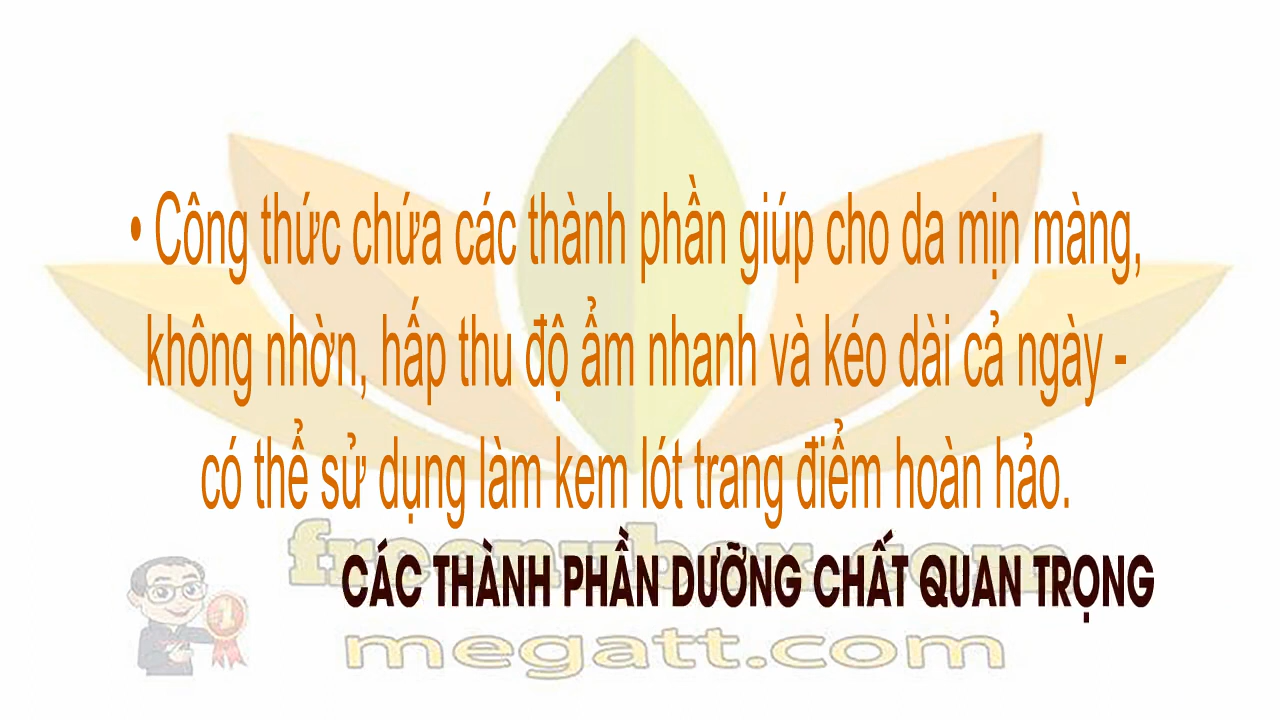 • Công thức chứa các thành phần giúp cho da mịn màng,
không nhờn, hấp thu độ ẩm nhanh và kéo dài cả ngày -
có thể sử dụng làm kem lót trang điểm hoàn hảo.
CÁC THÀNH PHẦN DƯỠNG CHẤT QUAN TRỌNG
1
megatt.com